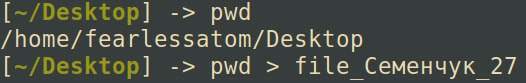 [~/Desktop] -> pwd
/home/fearlessatom/Desktop
[~/Desktop] -> pwd > file_Семенчук_27